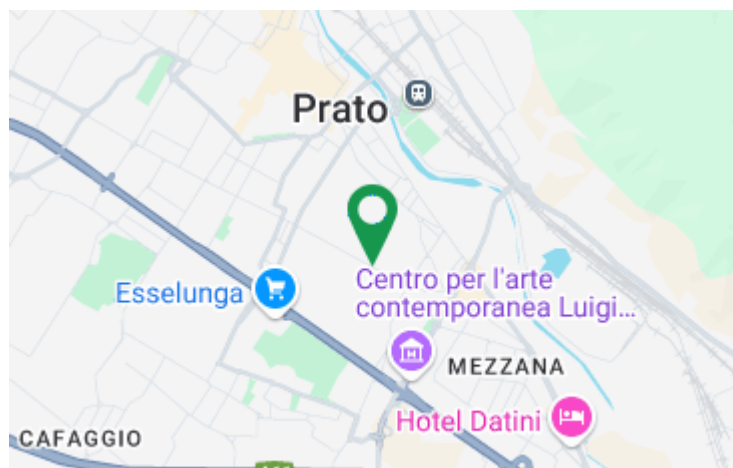 Prato
Esselunga
Centro per l'arte
contemporanea Luigi...
MEZZANA
Hotel Datini
CAFAGGIO